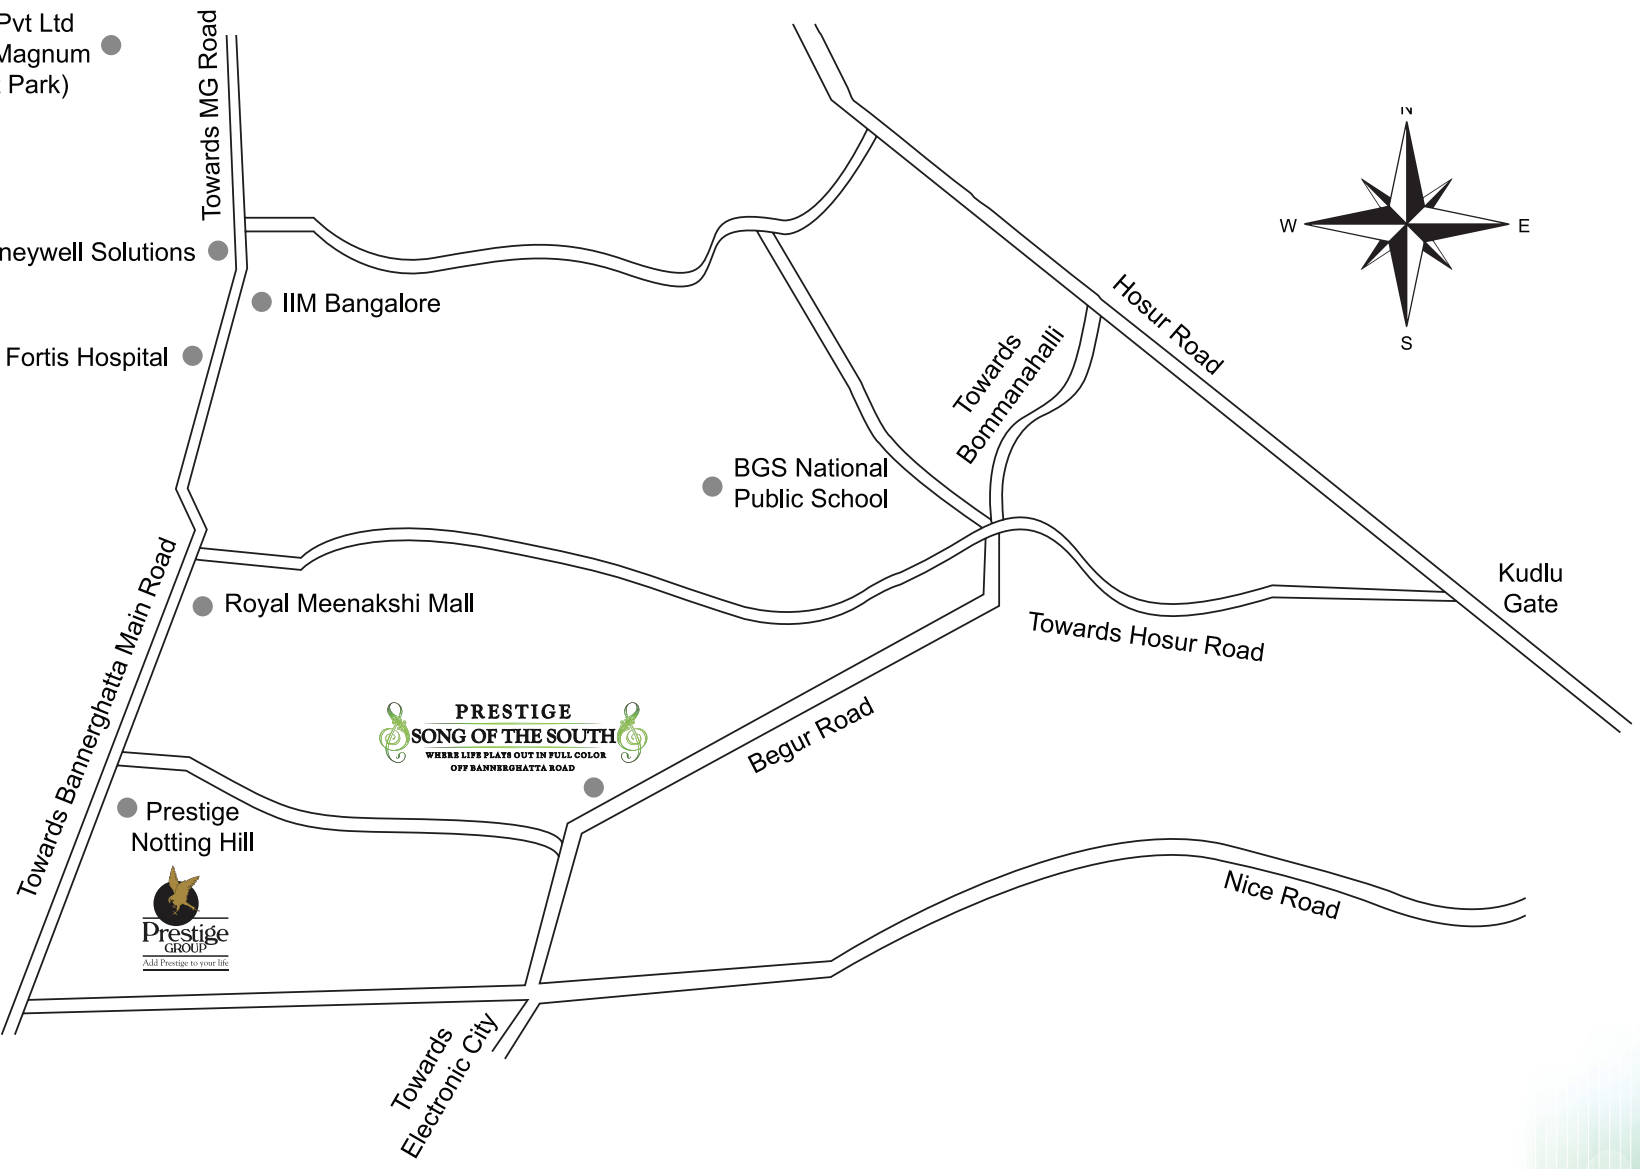 Pvt Ltd
Magnum
Park)
Towards MG Road
neywell Solutions
IIM Bangalore
Fortis Hospital
N
W
E
S
Hosur Road
Towards
Bommanahalli
BGS National
Public School
Kudlu
Gate
Towards Hosur Road
Royal Meenakshi Mall
Towards Bannerghatta Main Road
PRESTIGE
SONG OF THE SOUTH
WHERE LIFE PLAYS OUT IN FULL COLOR
OFF BANNERGHATTA ROAD
Begur Road
Prestige
Notting Hill
Prestige
GROUP
Add Prestige to your life
Nice Road
Towards
Electronic City